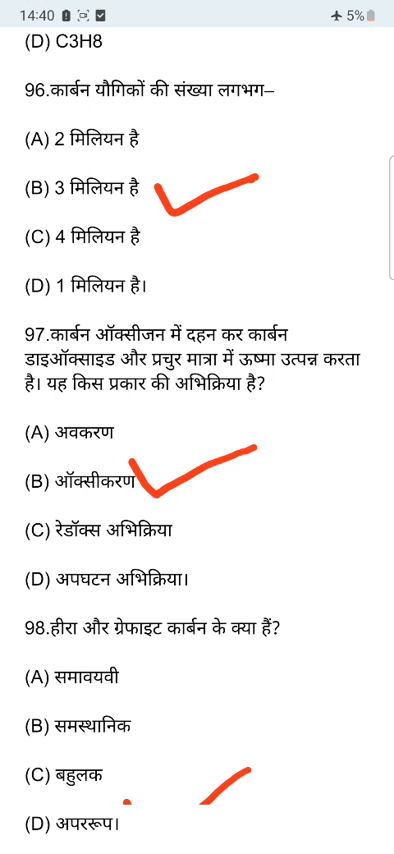 14:40
5%
(D) C3H8
96.कार्बन यौगिकों की संख्या लगभग–
(A) 2 मिलियन है
(B) 3 मिलियन है
(C) 4 मिलियन है
(D) 1 मिलियन है।
97.कार्बन ऑक्सीजन में दहन कर कार्बन
डाइऑक्साइड और प्रचुर मात्रा में ऊष्मा उत्पन्न करता
है। यह किस प्रकार की अभिक्रिया है?
(A) अवकरण
(B) ऑक्सीकरण
(C) रेडॉक्स अभिक्रिया
(D) अपघटन अभिक्रिया।
98.हीरा और ग्रेफाइट कार्बन के क्या हैं?
(A) समावयवी
(B) समस्थानिक
(C) बहुलक
(D) अपररूप।